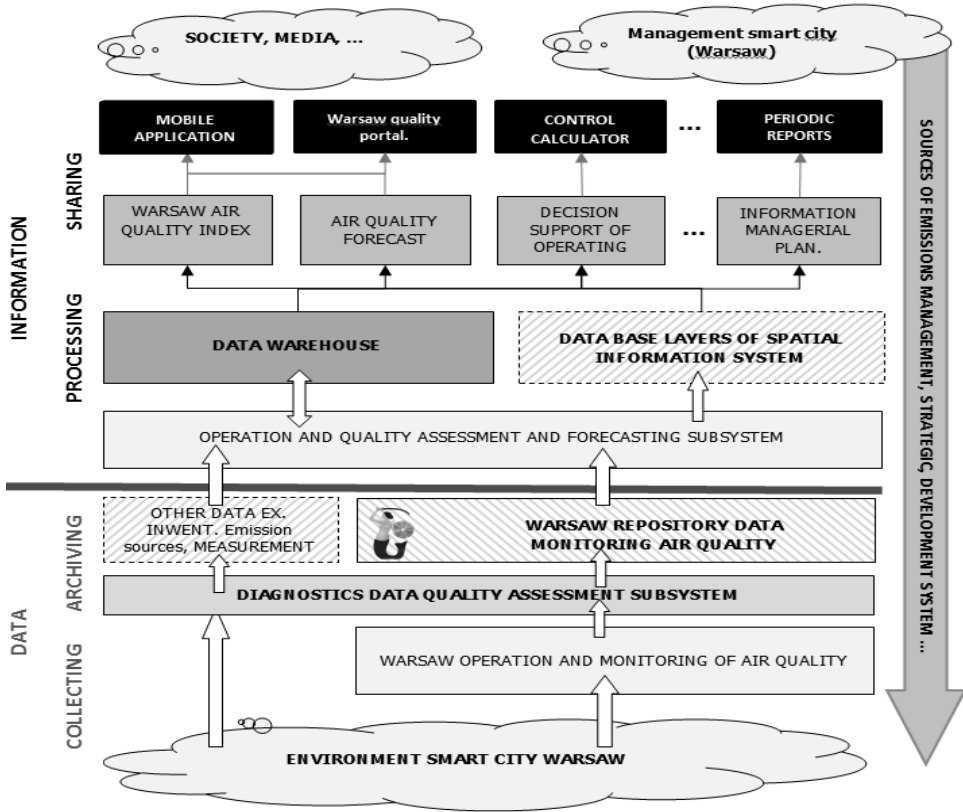 SOCIETY, MEDIA, ...
Management smart city
(Warsaw)
MOBILE
APPLICATION
Warsaw quality
portal.
CONTROL
CALCULATOR
...
PERIODIC
REPORTS
SHARING
WARSAW AIR
QUALITY INDEX
AIR QUALITY
FORECAST
DECISION
SUPPORT OF
OPERATING
...
INFORMATION
MANAGERIAL
PLAN.
INFORMATION
PROCESSING
DATA WAREHOUSE
DATA BASE LAYERS OF SPATIAL
INFORMATION SYSTEM
OPERATION AND QUALITY ASSESSMENT AND FORECASTING SUBSYSTEM
OTHER DATA EX.
INWENT. Emission
sources, MEASUREMENT
WARSAW REPOSITORY DATA
MONITORING AIR QUALITY
ARCHIVING
DIAGNOSTICS DATA QUALITY ASSESSMENT SUBSYSTEM
DATA
COLLECTING
WARSAW OPERATION AND MONITORING OF AIR QUALITY
ENVIRONMENT SMART CITY WARSAW
SOURCES OF EMISSIONS MANAGEMENT, STRATEGIC, DEVELOPMENT SYSTEM ...